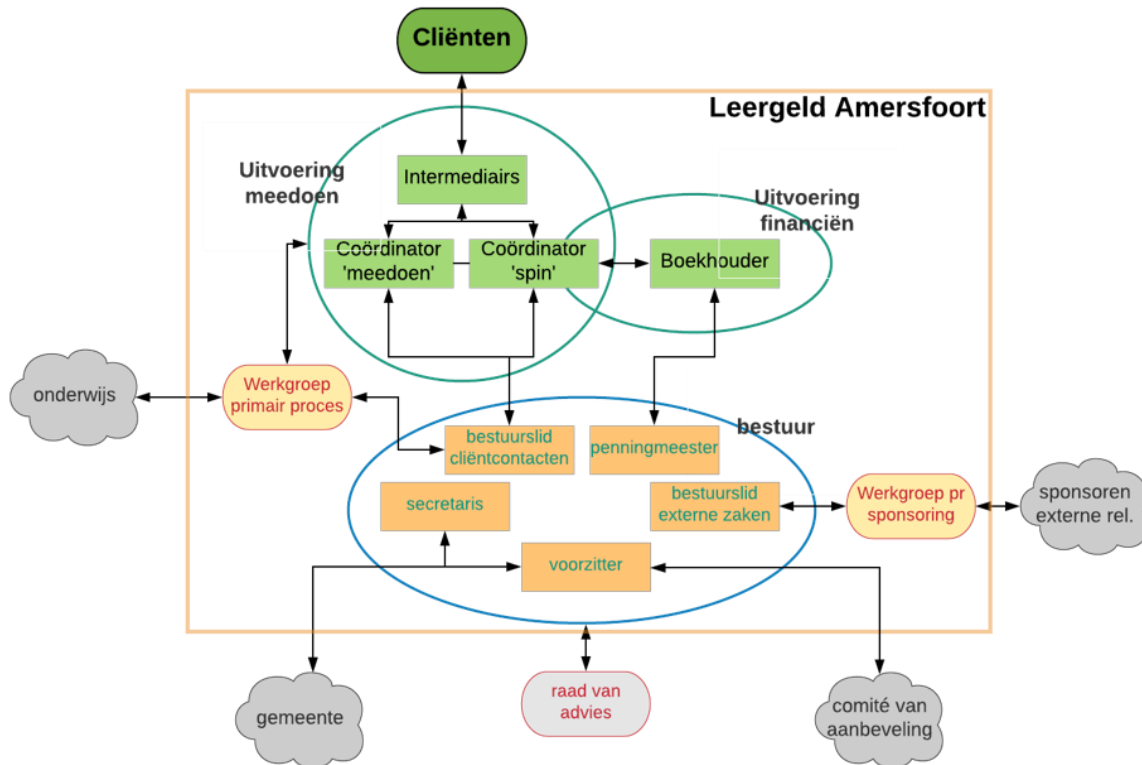 Cliënten
Leergeld Amersfoort
Uitvoering
meedoen
Intermediairs
Uitvoering
financiën
Coördinator
'meedoen'
Coördinator
'spin'
Boekhouder
onderwijs
Werkgroep
primair proces
bestuur
bestuurslid
cliëntcontacten
penningmeester
secretaris
bestuurslid
externe zaken
Werkgroep pr
sponsoring
sponsoren
externe rel.
voorzitter
gemeente
raad van
advies
comité van
aanbeveling